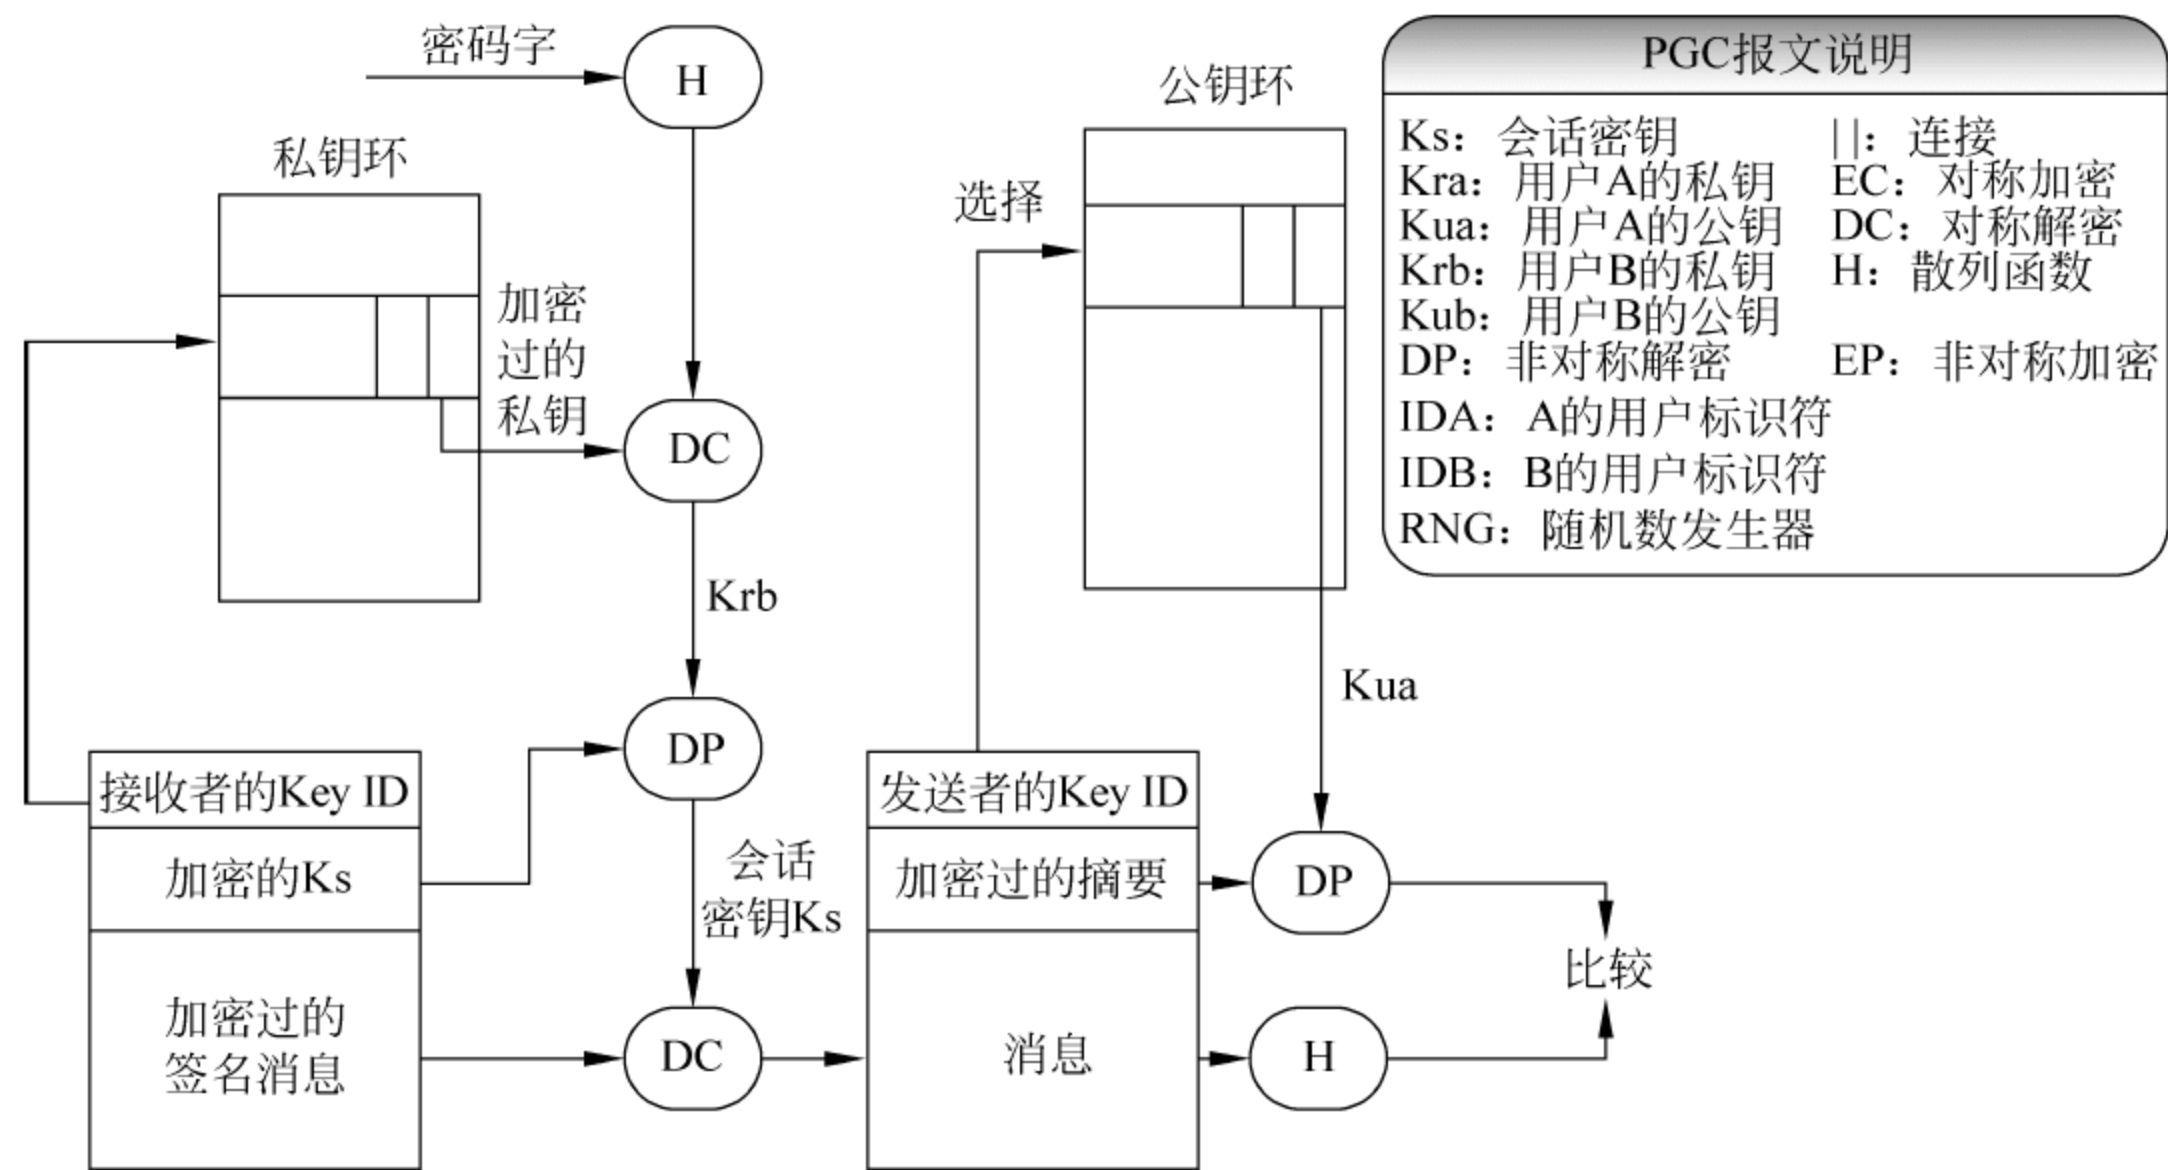 密码字
H
私钥环
加密
过的
私钥
DC
Krb
DP
会话
密钥Ks
DC
接收者的Key ID
加密的Ks
加密过的
签名消息
公钥环
选择
Kua
发送者的Key ID
加密过的摘要
消息
DP
H
比较
PGC报文说明
Ks：会话密钥 ||：连接
Kra：用户A的私钥 EC：对称加密
Kua：用户A的公钥 DC：对称解密
Krb：用户B的私钥 H：散列函数
Kub：用户B的公钥
DP：非对称解密 EP：非对称加密
IDA：A的用户标识符
IDB：B的用户标识符
RNG：随机数发生器